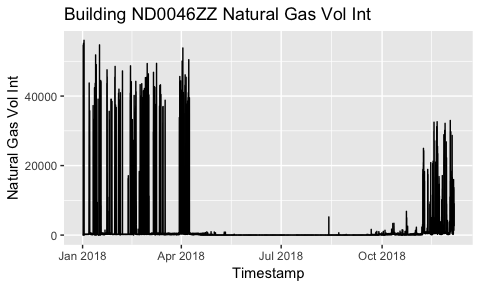 Building ND0046ZZ Natural Gas Vol Int
Natural Gas Vol Int
40000
20000
0
Jan 2018 Apr 2018 Jul 2018 Oct 2018
Timestamp